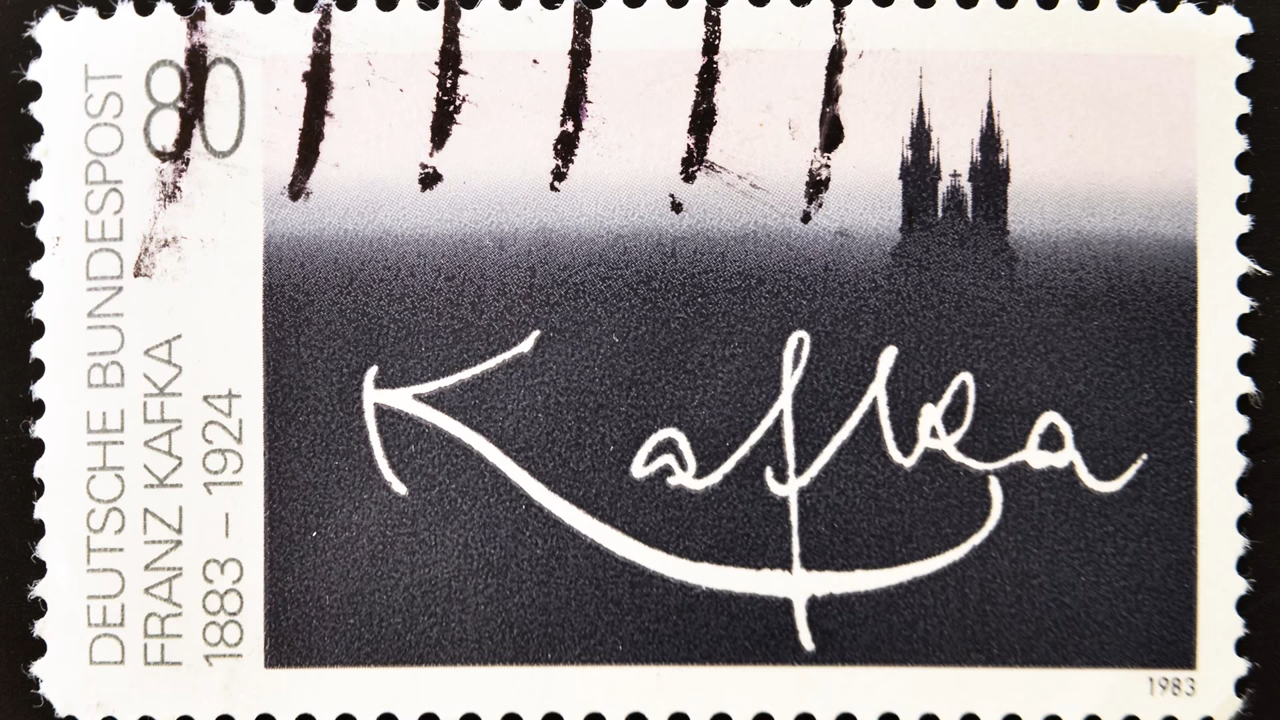 80
DEUTSCHE BUNDESPOST
FRANZ KAFKA
1883 – 1924
Kafka
1983